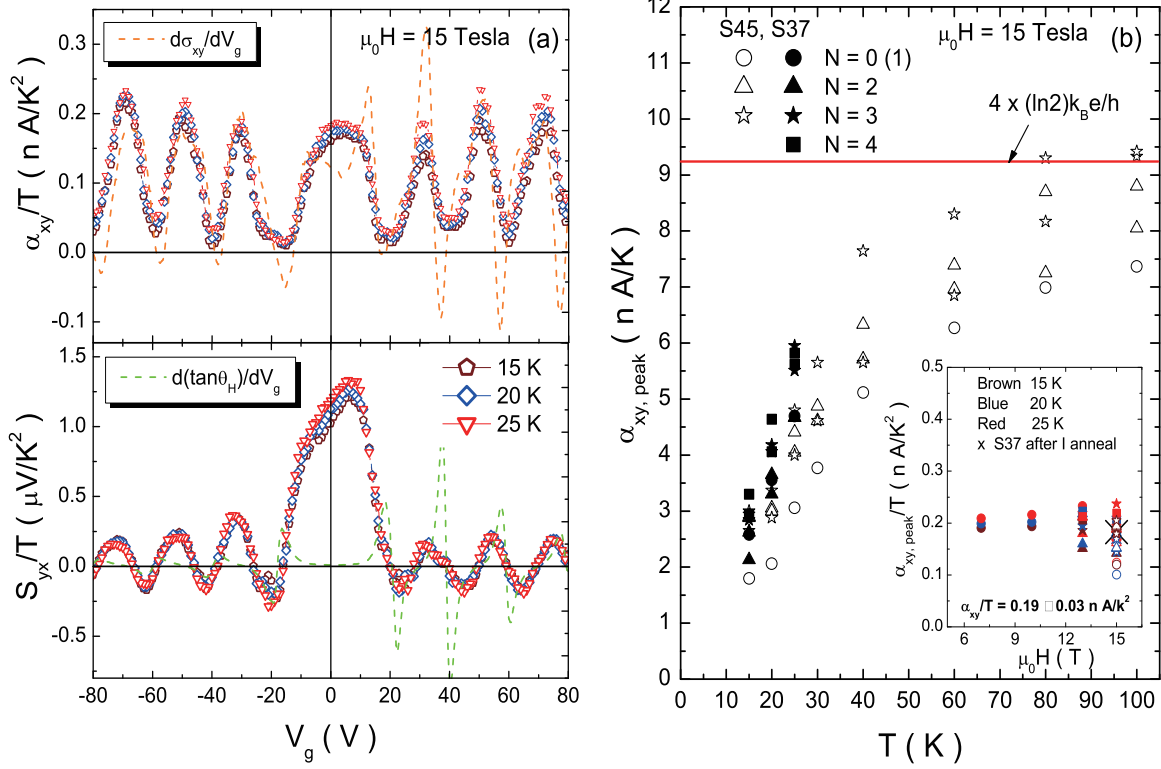 dσxy/dVg
μ0H = 15 Tesla
(a)
0.3
0.2
0.1
0.0
-0.1
αxy/T ( n A/K²)
d(tanθH)/dVg
15 K
20 K
25 K
1.5
1.0
0.5
0.0
-0.5
Syx/T ( μV/K²)
-80 -60 -40 -20 0 20 40 60 80
Vg ( V )
S45, S37
μ0H = 15 Tesla
(b)
N = 0 (1)
N = 2
N = 3
N = 4
4 x (ln2)kBe/h
12
11
10
9
8
7
6
5
4
3
2
1
0
αxy, peak ( n A/K)
0 10 20 30 40 50 60 70 80 90 100
T ( K )
Brown 15 K
Blue 20 K
Red 25 K
x S37 after I anneal
0.5
0.4
0.3
0.2
0.1
0.0
αxy, peak/T ( n A/K²)
αxy/T = 0.19 □ 0.03 n A/k²
6 9 12 15
μ0H ( T )